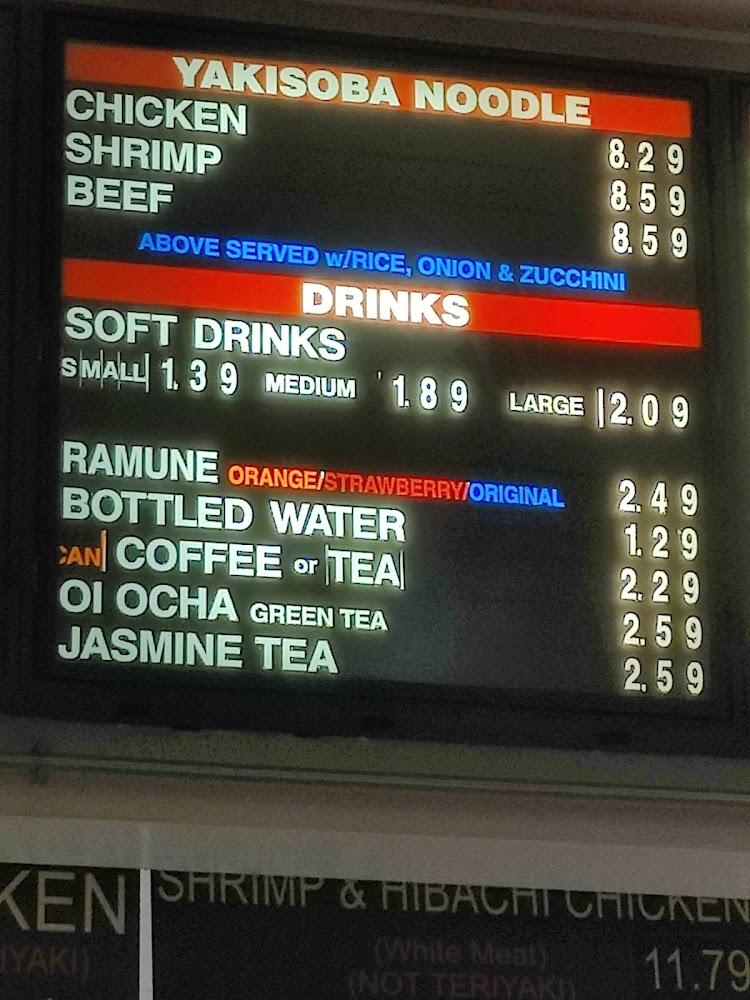 YAKISOBA NOODLE
CHICKEN 8.29
SHRIMP 8.59
BEEF 8.59
ABOVE SERVED w/RICE, ONION & ZUCCHINI
DRINKS
SOFT DRINKS
SMALL 1.39 MEDIUM 1.89 LARGE 2.09
RAMUNE ORANGE/STRAWBERRY/ORIGINAL 2.49
BOTTLED WATER 1.29
CAN COFFEE or TEA 2.29
OI OCHA GREEN TEA 2.59
JASMINE TEA 2.59
KEN SHRIMP & HIBACHI CHICKEN
IYAKI) (White Meat) 11.79
(NOT TERIYAKI)